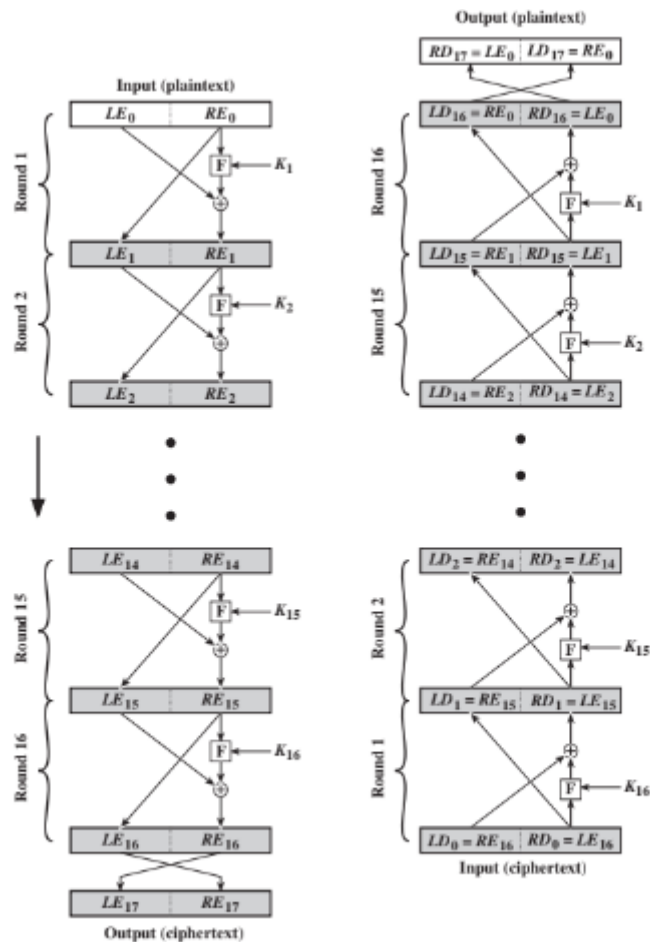 Input (plaintext)
LE₀ RE₀
Round 1
F
K₁
LE₁ RE₁
Round 2
F
K₂
LE₂ RE₂
LE₁₄ RE₁₄
Round 15
F
K₁₅
LE₁₅ RE₁₅
Round 16
F
K₁₆
LE₁₆ RE₁₆
LE₁₇ RE₁₇
Output (ciphertext)
Output (plaintext)
RD₁₇ = LE₀ LD₁₇ = RE₀
LD₁₆ = RE₀ RD₁₆ = LE₀
Round 16
F
K₁
LD₁₅ = RE₁ RD₁₅ = LE₁
Round 15
F
K₂
LD₁₄ = RE₂ RD₁₄ = LE₂
LD₂ = RE₁₄ RD₂ = LE₁₄
Round 2
F
K₁₅
LD₁ = RE₁₅ RD₁ = LE₁₅
Round 1
F
K₁₆
LD₀ = RE₁₆ RD₀ = LE₁₆
Input (ciphertext)